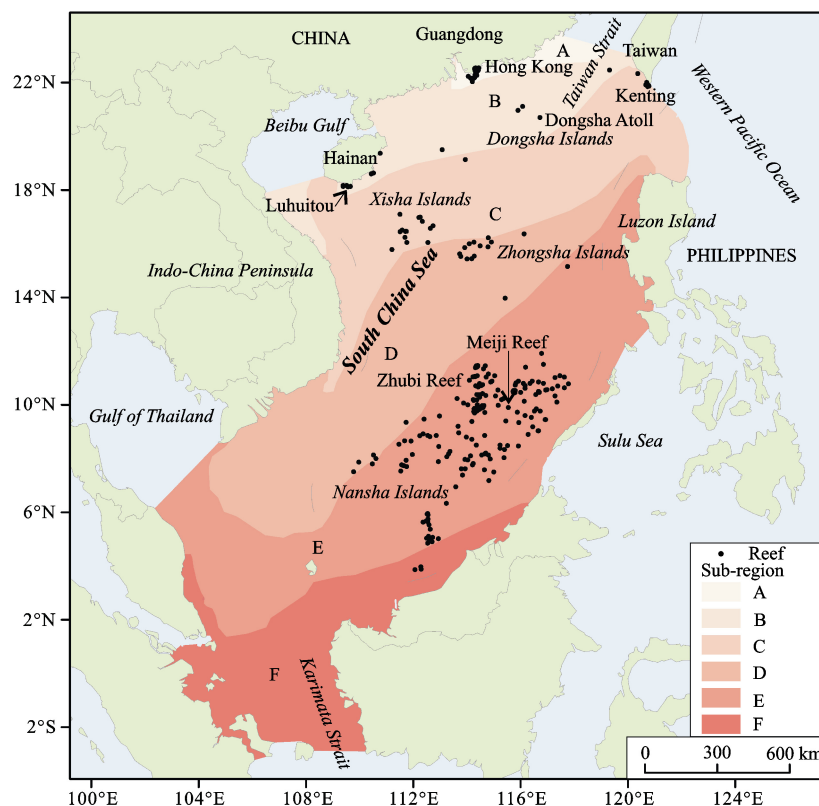 CHINA
Guangdong
A
Taiwan Strait
Taiwan
22°N
Hong Kong
Western Pacific Ocean
B
Kenting
Beibu Gulf
Dongsha Atoll
Dongsha Islands
Hainan
18°N
Luhuitou
Xisha Islands
C
Luzon Island
Zhongsha Islands
PHILIPPINES
Indo-China Peninsula
South China Sea
14°N
Meiji Reef
D
Zhubi Reef
10°N
Gulf of Thailand
Sulu Sea
Nansha Islands
6°N
E
Reef
Sub-region
A
B
C
D
E
F
2°N
F
Karimata Strait
2°S
0 300 600 km
100°E 104°E 108°E 112°E 116°E 120°E 124°E